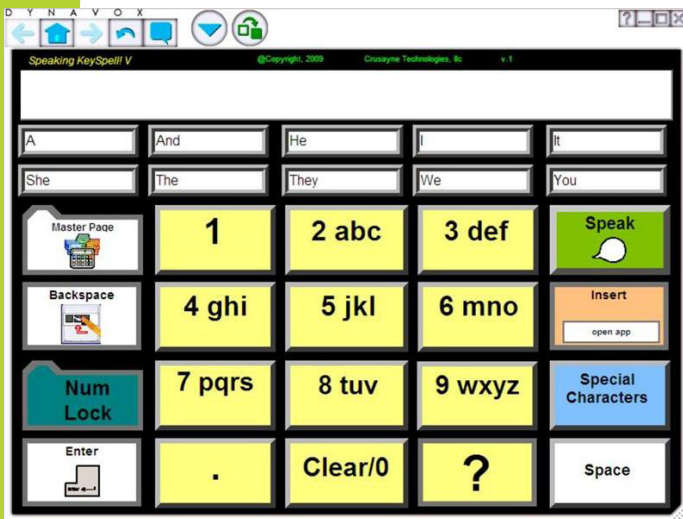 DYNAVOX
Speaking KeySpell! V @Copyright, 2009 Crusayne Technologies, llc v.1
A And He I It
She The They We You
Master Page 1 2 abc 3 def Speak
Backspace 4 ghi 5 jkl 6 mno Insert
open app
Num Lock 7 pqrs 8 tuv 9 wxyz Special Characters
Enter . Clear/0 ? Space